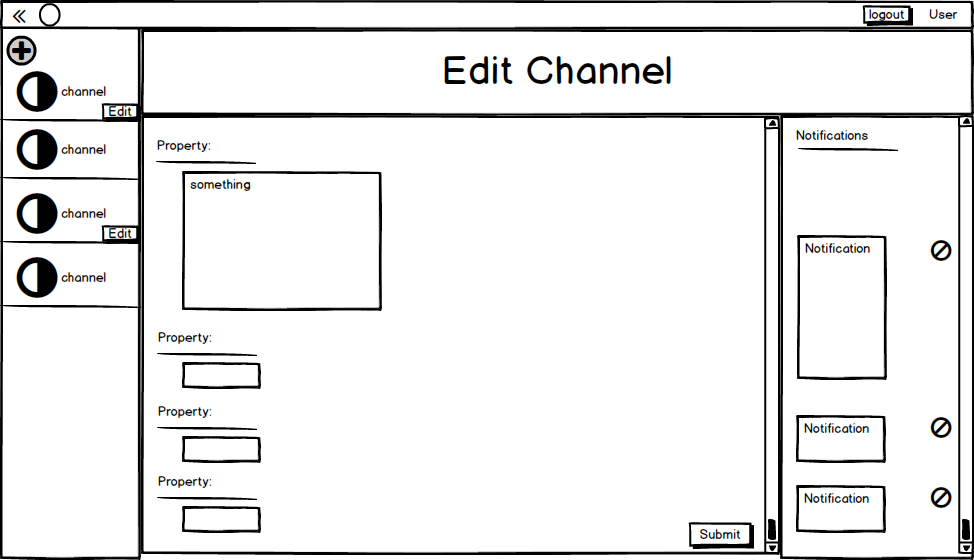 logout User
Edit Channel
channel
Edit
channel
channel
Edit
channel
Property:
something
Property:
Property:
Property:
Submit
Notifications
Notification
Notification
Notification